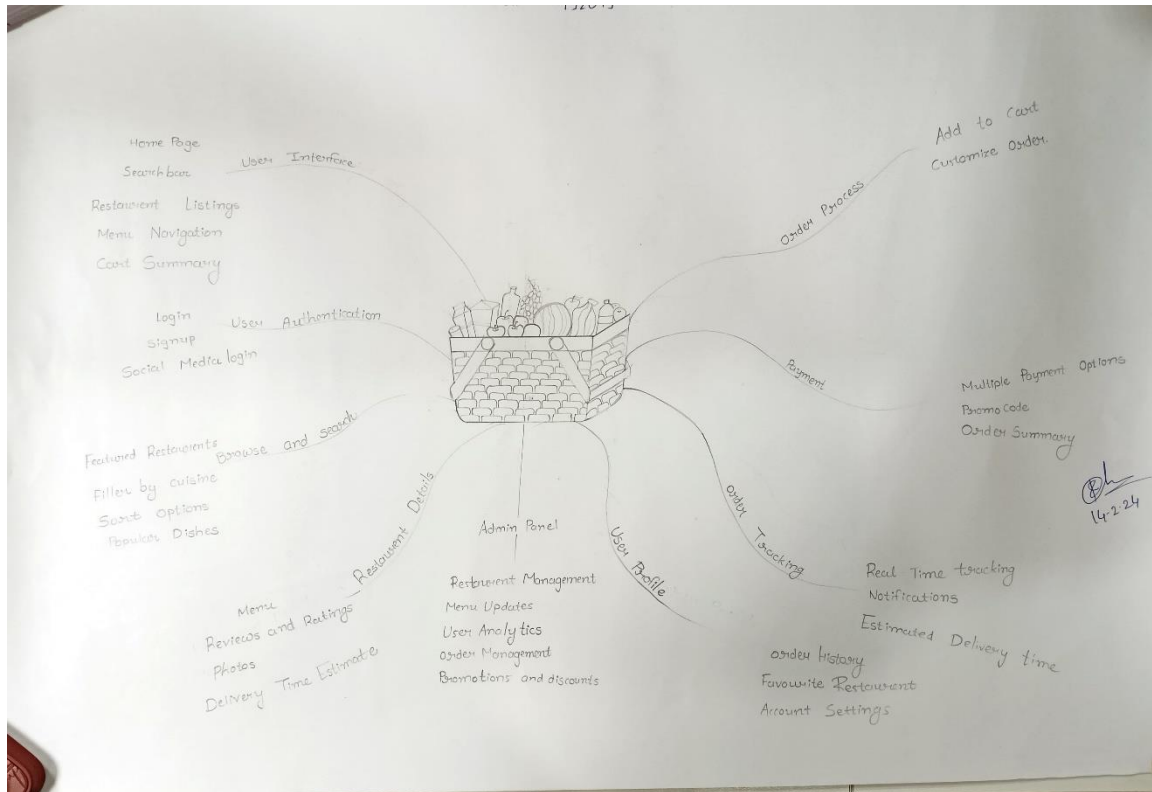 User Interface
Home Page
Searchbar
Restaurent Listings
Menu Navigation
Cart Summary
User Authentication
Login
Signup
Social Media login
Browse and search
Featured Restaurents
Filler by cuisine
Sort Options
Popular Dishes
Restaurent Details
Menu
Reviews and Ratings
Photos
Delivery Time Estimate
Admin Panel
Restaurent Management
Menu Updates
User Analytics
Order Management
Promotions and discounts
User Profile
Order History
Favourite Restaurent
Account Settings
Order Tracking
Real Time tracking
Notifications
Estimated Delivery time
Payment
Multiple Payment Options
Promo Code
Order Summary
Order Process
Add to Cart
Customize Order.
14-2-24